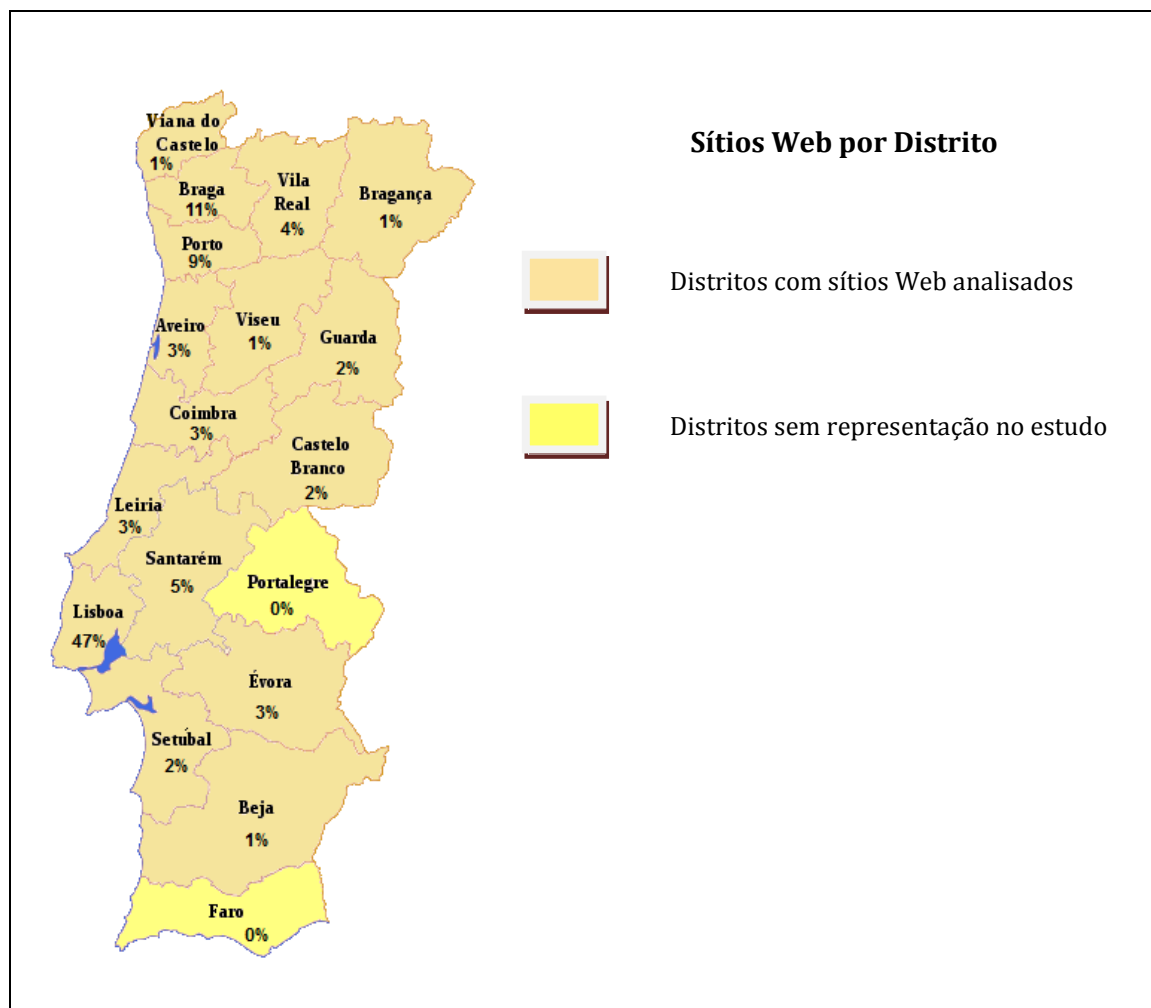 Viana do
Castelo
1%
Braga
11%
Vila
Real
4%
Bragança
1%
Porto
9%
Aveiro
3%
Viseu
1%
Guarda
2%
Coimbra
3%
Castelo
Branco
2%
Leiria
3%
Santarém
5%
Portalegre
0%
Lisboa
47%
Évora
3%
Setúbal
2%
Beja
1%
Faro
0%
Sítios Web por Distrito
Distritos com sítios Web analisados
Distritos sem representação no estudo